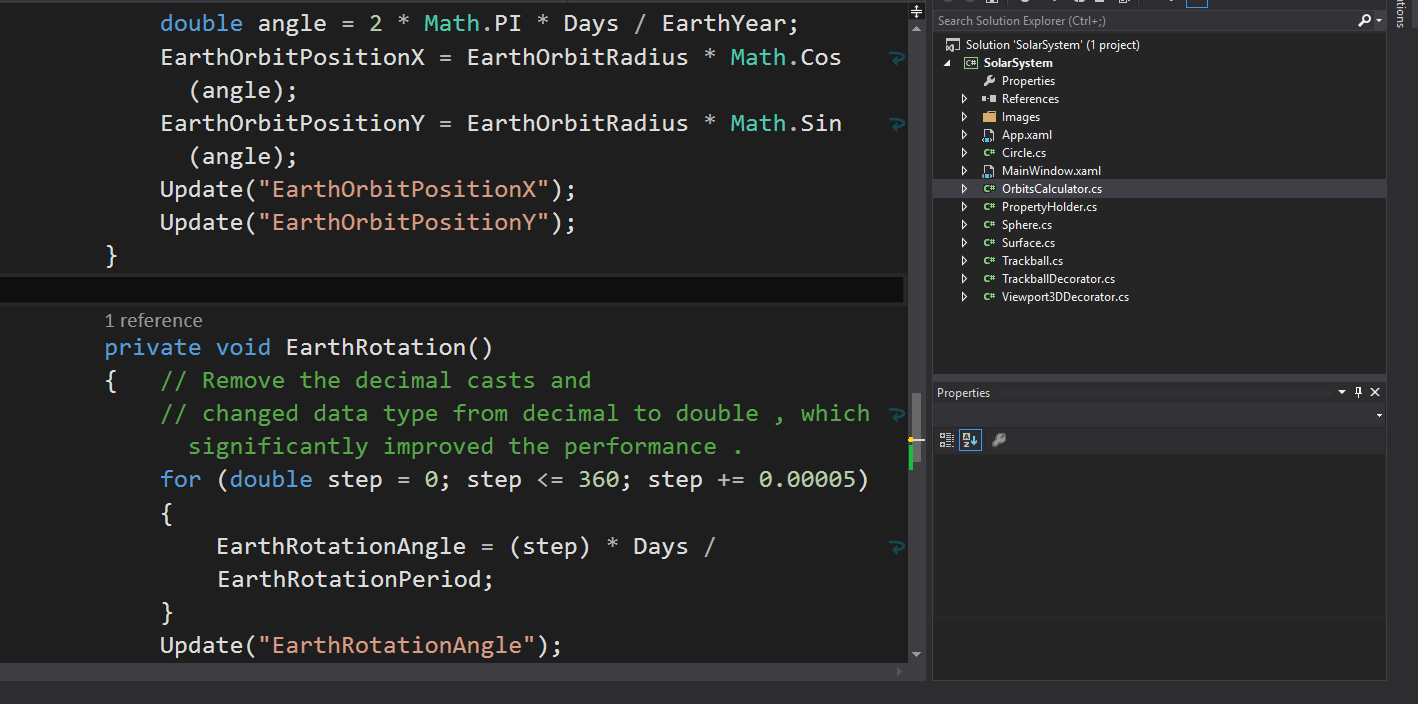 double angle = 2 * Math.PI * Days / EarthYear;
EarthOrbitPositionX = EarthOrbitRadius * Math.Cos
(angle);
EarthOrbitPositionY = EarthOrbitRadius * Math.Sin
(angle);
Update("EarthOrbitPositionX");
Update("EarthOrbitPositionY");
}
1 reference
private void EarthRotation()
{ // Remove the decimal casts and
// changed data type from decimal to double , which
significantly improved the performance .
for (double step = 0; step <= 360; step += 0.00005)
{
EarthRotationAngle = (step) * Days /
EarthRotationPeriod;
}
Update("EarthRotationAngle");
Search Solution Explorer (Ctrl+;)
Solution 'SolarSystem' (1 project)
C# SolarSystem
Properties
References
Images
App.xaml
C# Circle.cs
MainWindow.xaml
C# OrbitsCalculator.cs
C# PropertyHolder.cs
C# Sphere.cs
C# Surface.cs
C# Trackball.cs
C# TrackballDecorator.cs
C# Viewport3DDecorator.cs
Properties